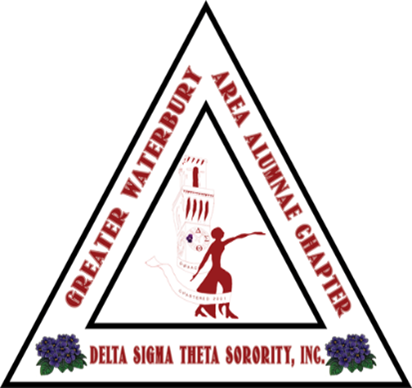 GREATER WATERBURY
AREA ALUMNAE CHAPTER
Δ Σ
Θ
DELTA SIGMA THETA SORORITY, INC.